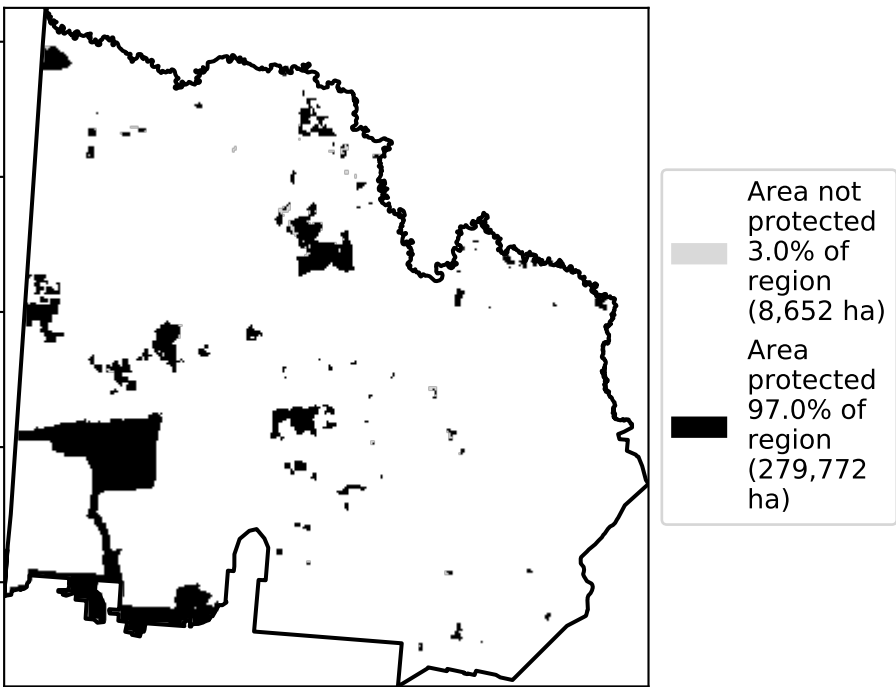 Area not
protected
3.0% of
region
(8,652 ha)
Area
protected
97.0% of
region
(279,772
ha)